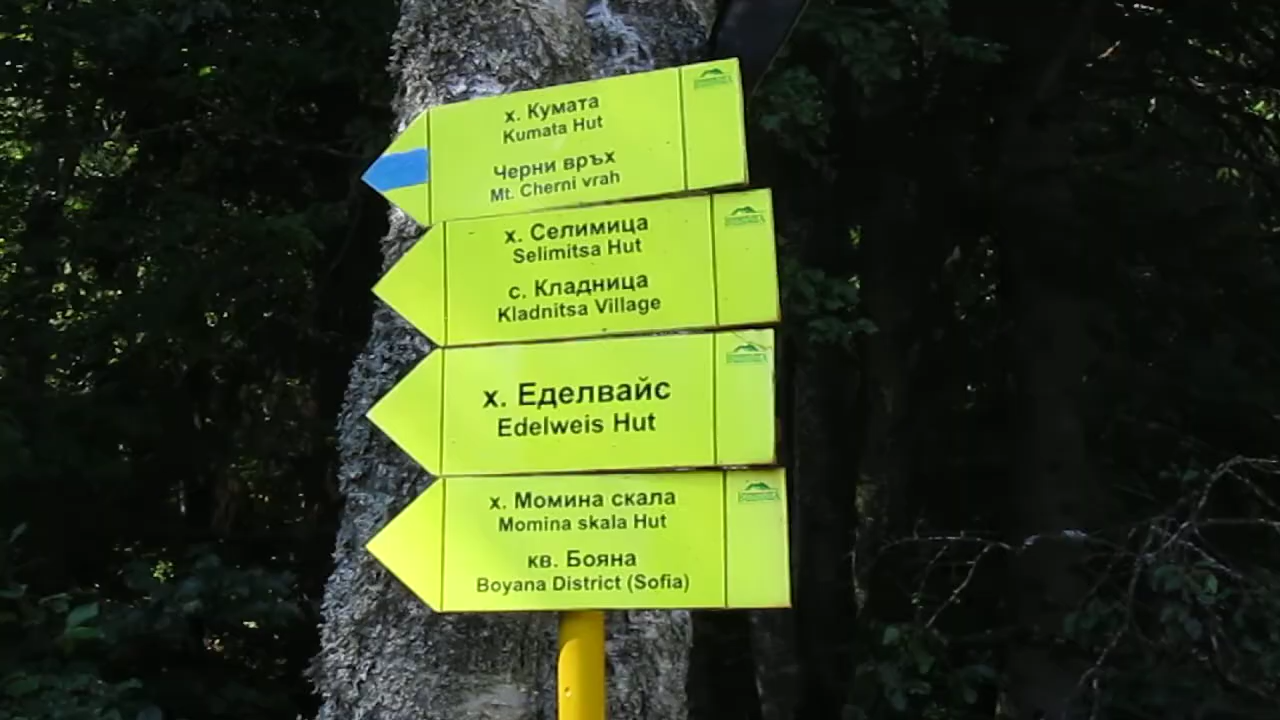 х. Кумата
Kumata Hut
Черни връх
Mt. Cherni vrah
х. Селимица
Selimitsa Hut
с. Кладница
Kladnitsa Village
х. Еделвайс
Edelweis Hut
х. Момина скала
Momina skala Hut
кв. Бояна
Boyana District (Sofia)